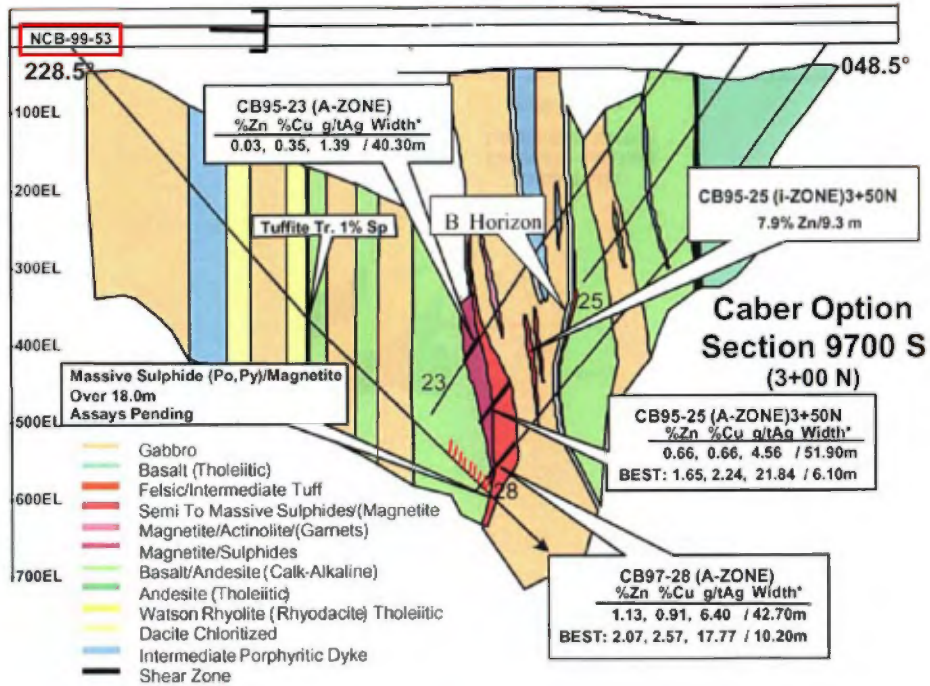 NCB-99-53
228.5°
048.5°
100EL
200EL
300EL
400EL
500EL
600EL
700EL
CB95-23 (A-ZONE)
%Zn %Cu g/tAg Width*
0.03, 0.35, 1.39 / 40.30m
Tuffite Tr. 1% Sp
B Horizon
CB95-25 (i-ZONE)3+50N
7.9% Zn/9.3 m
23
25
28
Caber Option
Section 9700 S
(3+00 N)
Massive Sulphide (Po,Py)/Magnetite
Over 18.0m
Assays Pending
CB95-25 (A-ZONE)3+50N
%Zn %Cu g/tAg Width*
0.66, 0.66, 4.56 / 51.90m
BEST: 1.65, 2.24, 21.84 / 6.10m
CB97-28 (A-ZONE)
%Zn %Cu g/tAg Width*
1.13, 0.91, 6.40 / 42.70m
BEST: 2.07, 2.57, 17.77 / 10.20m
Gabbro
Basalt (Tholeiitic)
Felsic/Intermediate Tuff
Semi To Massive Sulphides/(Magnetite
Magnetite/Actinolite/(Garnets)
Magnetite/Sulphides
Basalt/Andesite (Calk-Alkaline)
Andesite (Tholeiitic)
Watson Rhyolite (Rhyodacite) Tholeiitic
Dacite Chloritized
Intermediate Porphyritic Dyke
Shear Zone